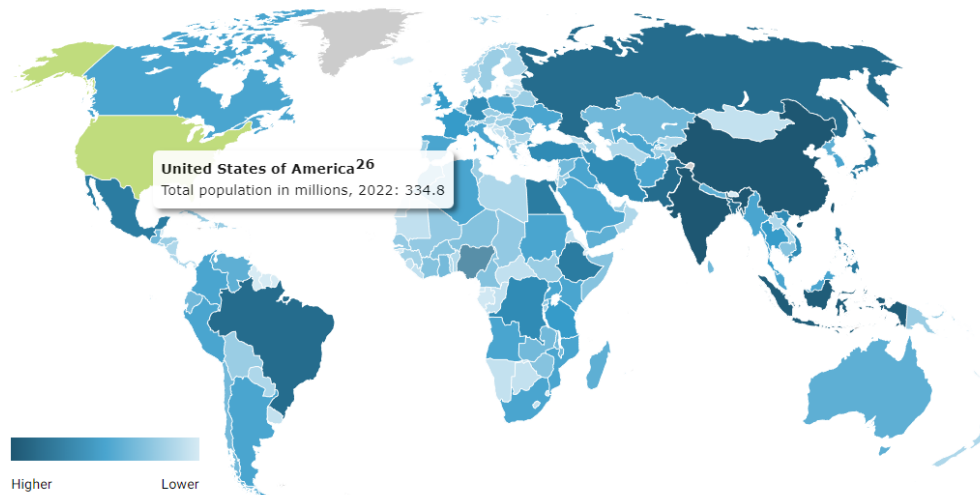 United States of America26
Total population in millions, 2022: 334.8
Higher
Lower